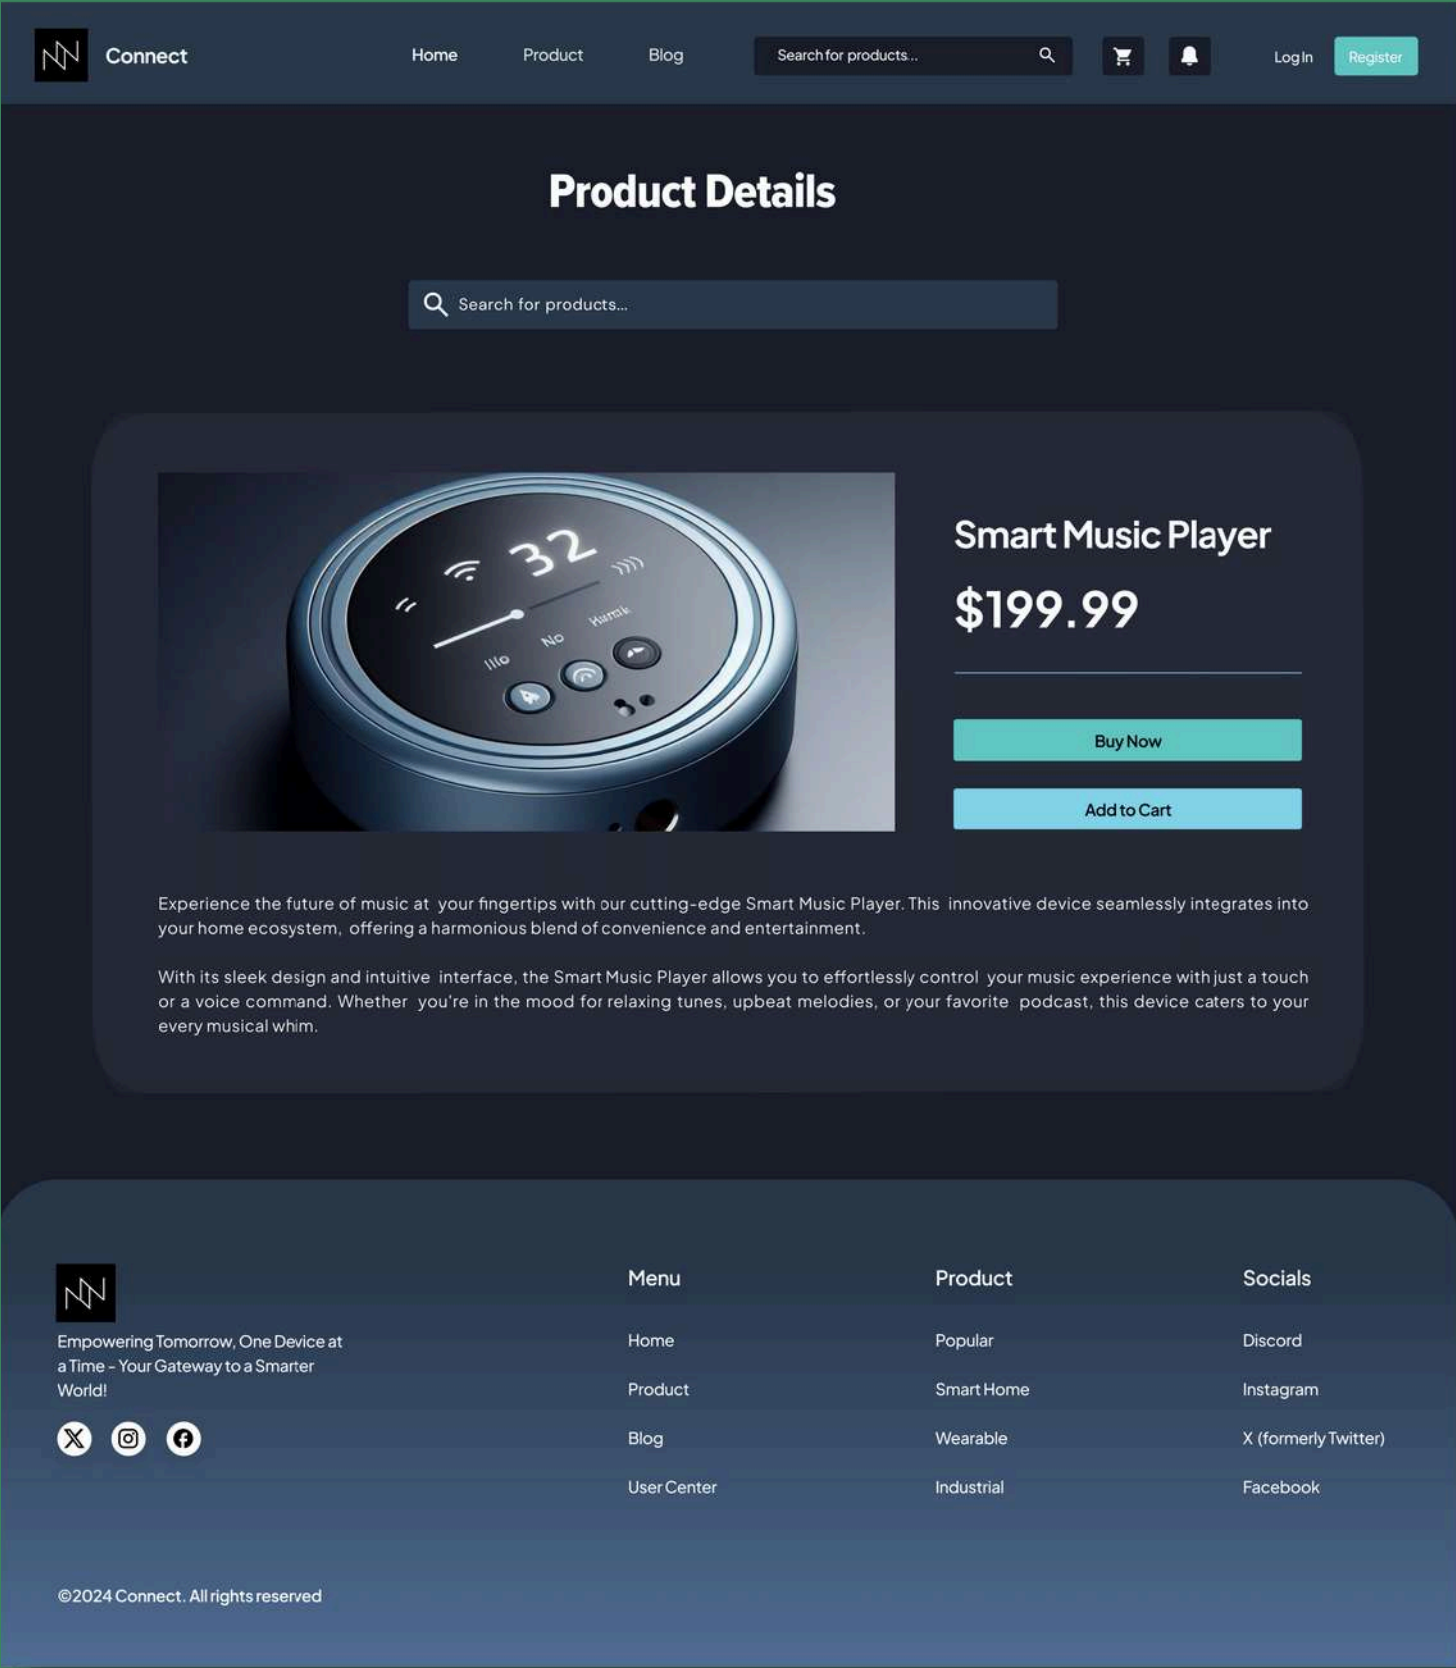 Connect
Home
Product
Blog
Search for products...
Log In
Register
Product Details
Search for products...
32
No
Smart Music Player
$199.99
Buy Now
Add to Cart
Experience the future of music at your fingertips with our cutting-edge Smart Music Player. This innovative device seamlessly integrates into
your home ecosystem, offering a harmonious blend of convenience and entertainment.
With its sleek design and intuitive interface, the Smart Music Player allows you to effortlessly control your music experience with just a touch
or a voice command. Whether you're in the mood for relaxing tunes, upbeat melodies, or your favorite podcast, this device caters to your
every musical whim.
Empowering Tomorrow, One Device at
a Time - Your Gateway to a Smarter
World!
Menu
Home
Product
Blog
User Center
Product
Popular
Smart Home
Wearable
Industrial
Socials
Discord
Instagram
X (formerly Twitter)
Facebook
©2024 Connect. All rights reserved